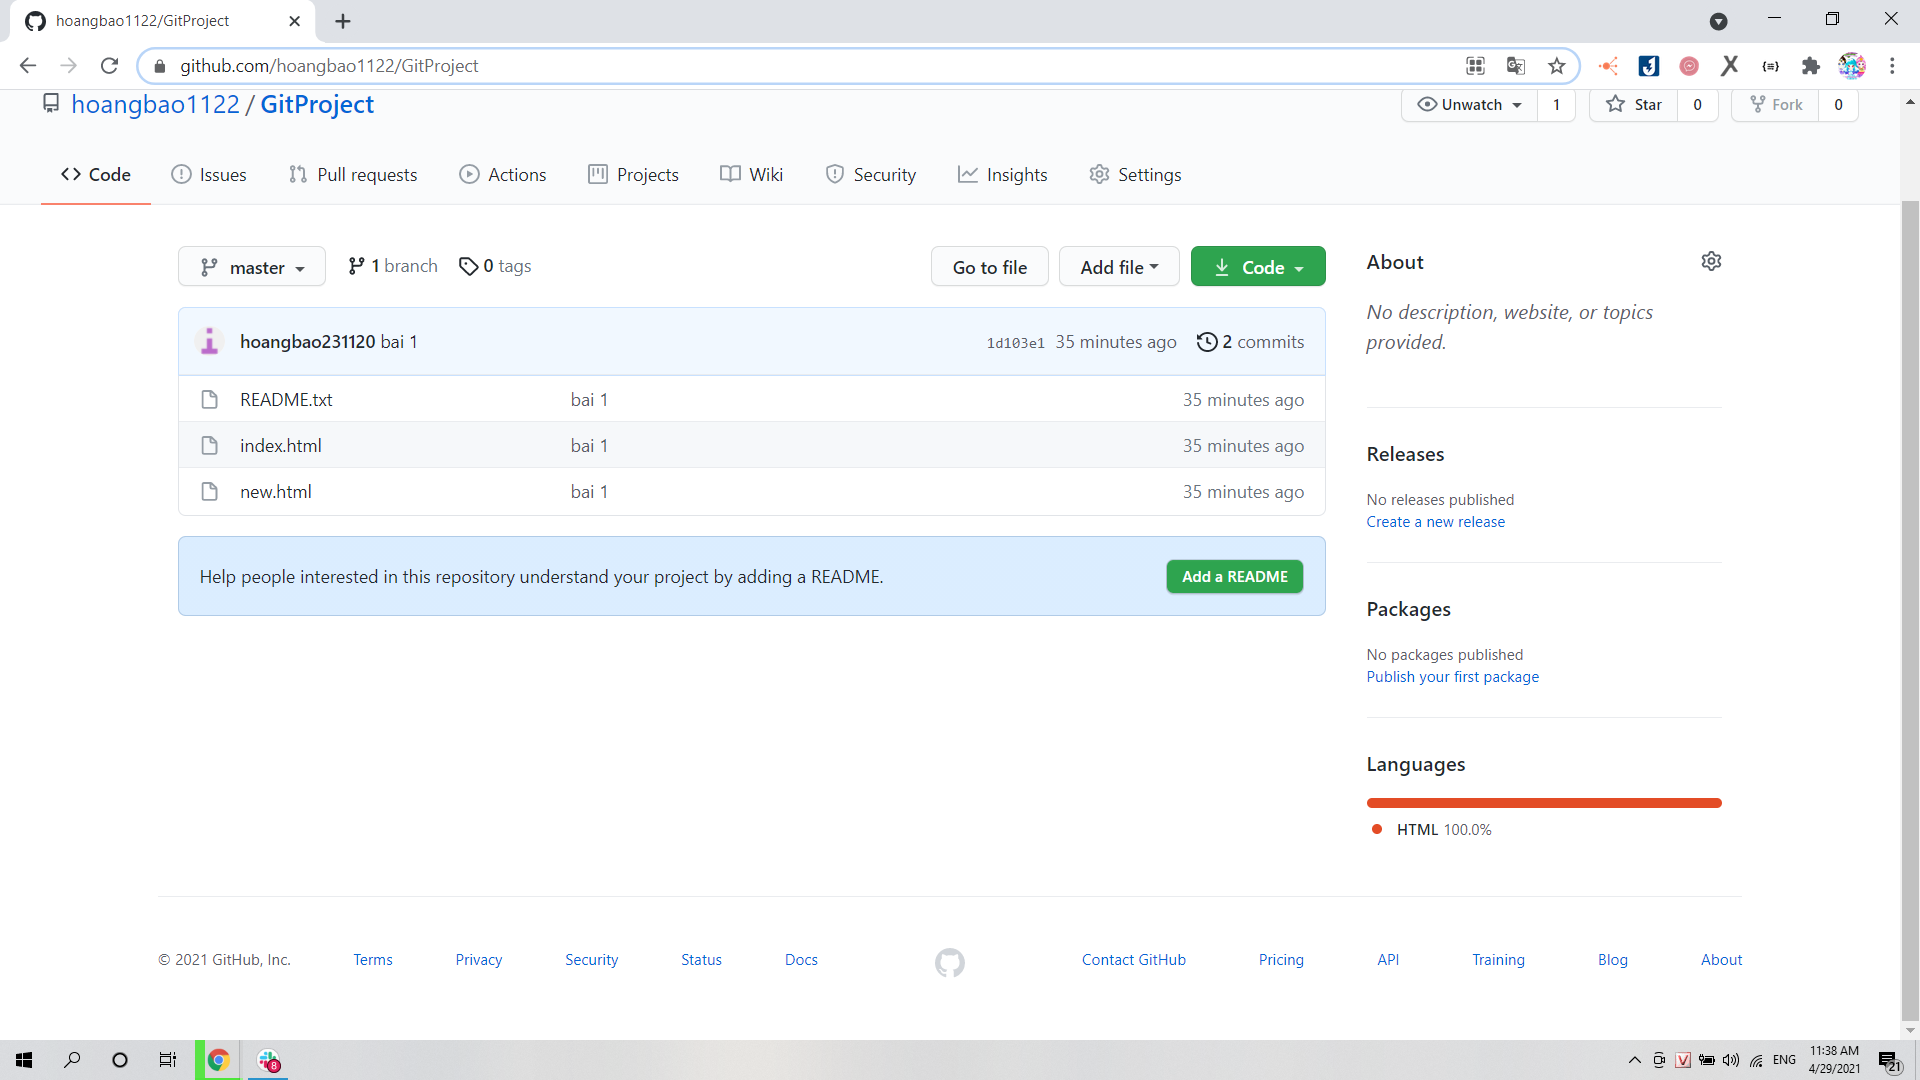 hoangbao1122/GitProject
github.com/hoangbao1122/GitProject
hoangbao1122 / GitProject
Unwatch 1 Star 0 Fork 0
Code Issues Pull requests Actions Projects Wiki Security Insights Settings
master 1 branch 0 tags Go to file Add file Code
hoangbao231120 bai 1 1d103e1 35 minutes ago 2 commits
README.txt bai 1 35 minutes ago
index.html bai 1 35 minutes ago
new.html bai 1 35 minutes ago
Help people interested in this repository understand your project by adding a README. Add a README
About
No description, website, or topics
provided.
Releases
No releases published
Create a new release
Packages
No packages published
Publish your first package
Languages
HTML 100.0%
© 2021 GitHub, Inc. Terms Privacy Security Status Docs Contact GitHub Pricing API Training Blog About
8
ENG
11:38 AM
4/29/2021
21